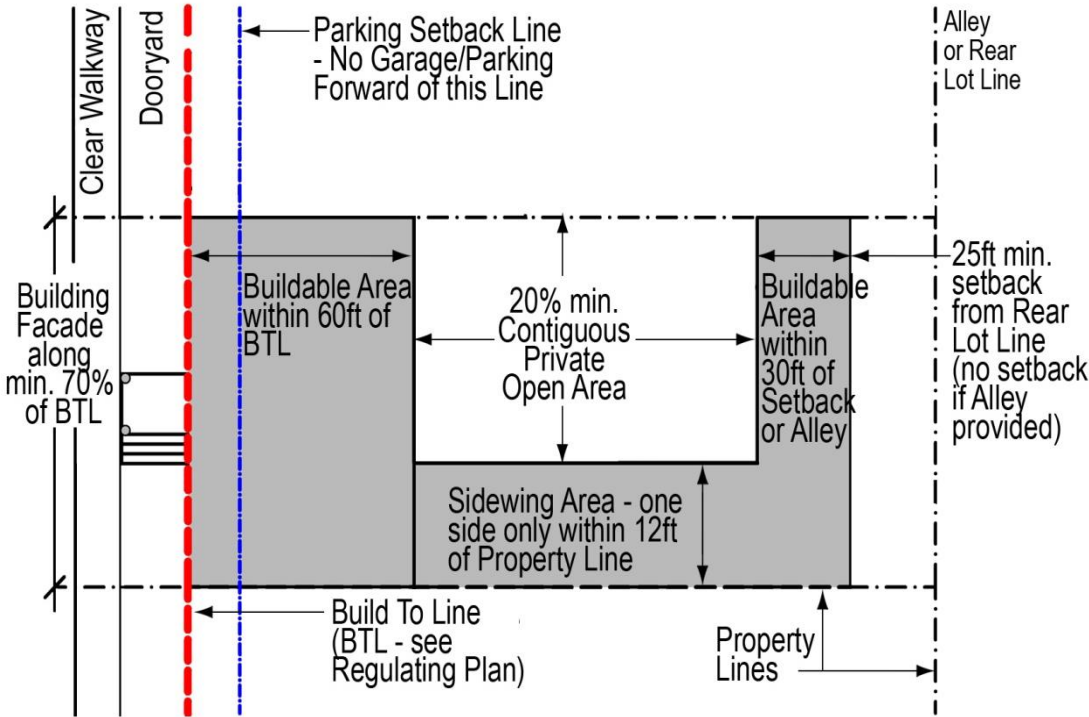 Clear Walkway
Dooryard
Parking Setback Line
- No Garage/Parking
Forward of this Line
Alley
or Rear
Lot Line
Building
Facade
along
min. 70%
of BTL
Buildable Area
within 60ft of
BTL
20% min.
Contiguous
Private
Open Area
Buildable
Area
within
30ft of
Setback
or Alley
25ft min.
setback
from Rear
Lot Line
(no setback
if Alley
provided)
Sidewing Area - one
side only within 12ft
of Property Line
Build To Line
(BTL - see
Regulating Plan)
Property
Lines